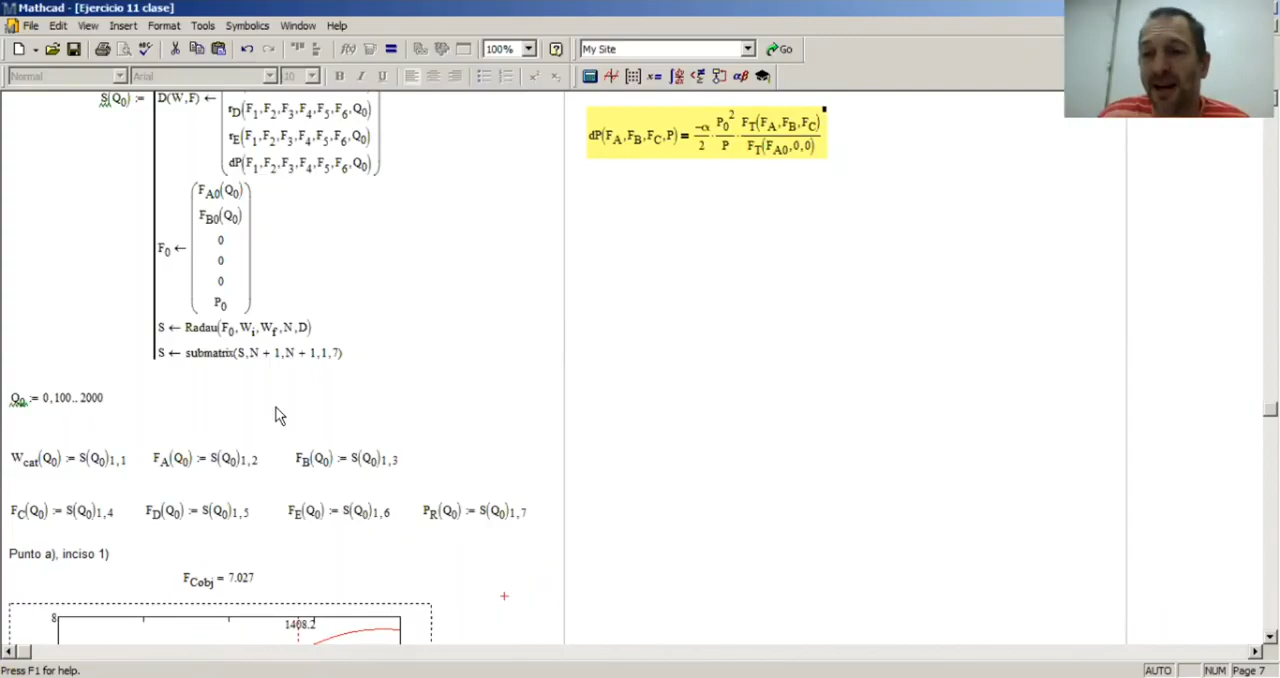 Mathcad - [Ejercicio 11 clase]
File Edit View Insert Format Tools Symbolics Window Help
100% My Site Go
Normal Arial 10 B I U
S(Q0) := D(W,F) ←
rD(F1,F2,F3,F4,F5,F6,Q0)
rE(F1,F2,F3,F4,F5,F6,Q0)
dP(F1,F2,F3,F4,F5,F6,Q0)
F0 ←
FA0(Q0)
FB0(Q0)
0
0
0
P0
S ← Radau(F0,Wi,Wf,N,D)
S ← submatrix(S,N + 1,N + 1,1,7)
dP(FA,FB,FC,P) = -α/2 · P0²/P · FT(FA,FB,FC)/FT(FA0,0,0)
Q0 := 0,100.. 2000
Wcat(Q0) := S(Q0)1,1 FA(Q0) := S(Q0)1,2 FB(Q0) := S(Q0)1,3
FC(Q0) := S(Q0)1,4 FD(Q0) := S(Q0)1,5 FE(Q0) := S(Q0)1,6 PR(Q0) := S(Q0)1,7
Punto a), inciso 1)
FCobj = 7.027
8
1408.2
Press F1 for help.
AUTO NUM Page 7